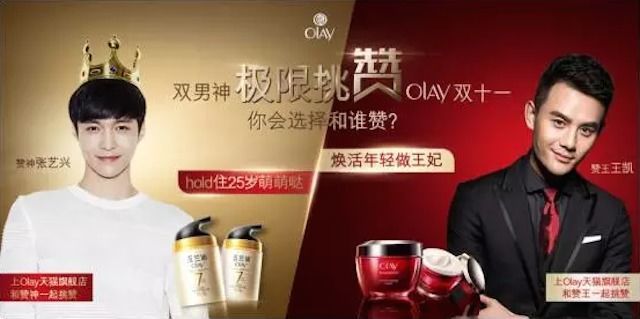 OLAY
双男神 极限挑赞 OLAY双十一
你会选择和谁赞?
赞神张艺兴
hold住25岁萌萌哒
焕活年轻做王妃
赞王王凯
OLAY
上Olay天猫旗舰店
和赞神一起挑赞
上Olay天猫旗舰店
和赞王一起挑赞